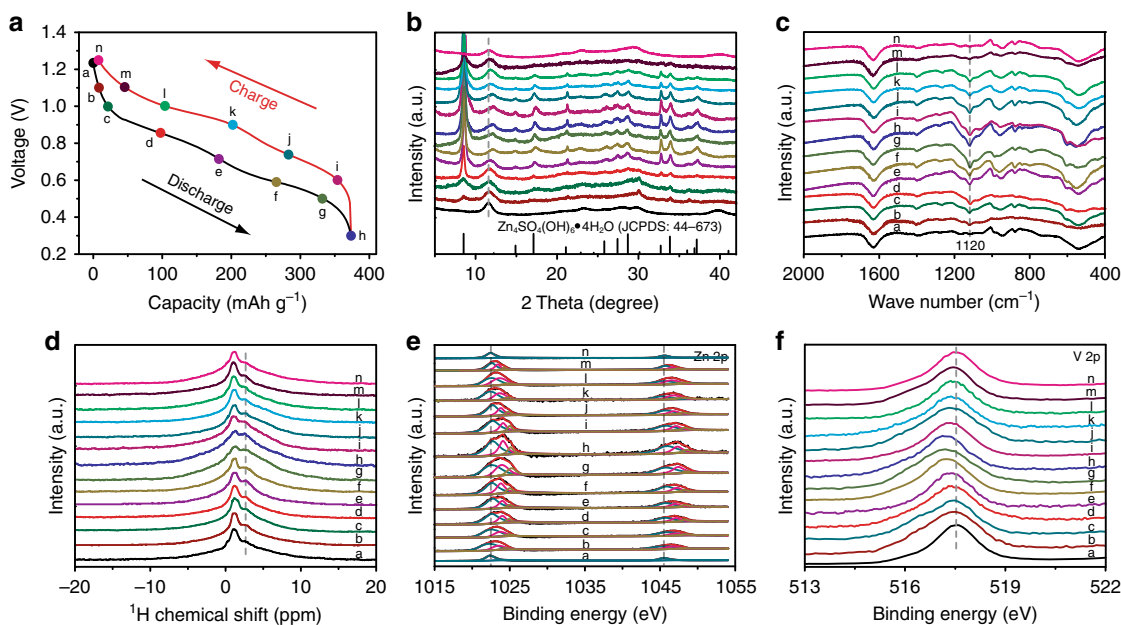 a
1.4
1.2
1.0
0.8
0.6
0.4
0.2
Voltage (V)
n
a
m
b
c
l
k
d
j
e
i
f
g
h
Charge
Discharge
0
100
200
300
400
Capacity (mAh g−1)
b
Intensity (a.u.)
Zn4SO4(OH)6•4H2O (JCPDS: 44–673)
10
20
30
40
2 Theta (degree)
c
Intensity (a.u.)
n
m
l
k
j
i
h
g
f
e
d
c
b
a
1120
2000
1600
1200
800
400
Wave number (cm−1)
d
Intensity (a.u.)
n
m
l
k
j
i
h
g
f
e
d
c
b
a
−20
−10
0
10
20
1H chemical shift (ppm)
e
Intensity (a.u.)
Zn 2p
n
m
l
k
j
i
h
g
f
e
d
c
b
a
1015
1025
1035
1045
1055
Binding energy (eV)
f
Intensity (a.u.)
V 2p
n
m
l
k
j
i
h
g
f
e
d
c
b
a
513
516
519
522
Binding energy (eV)